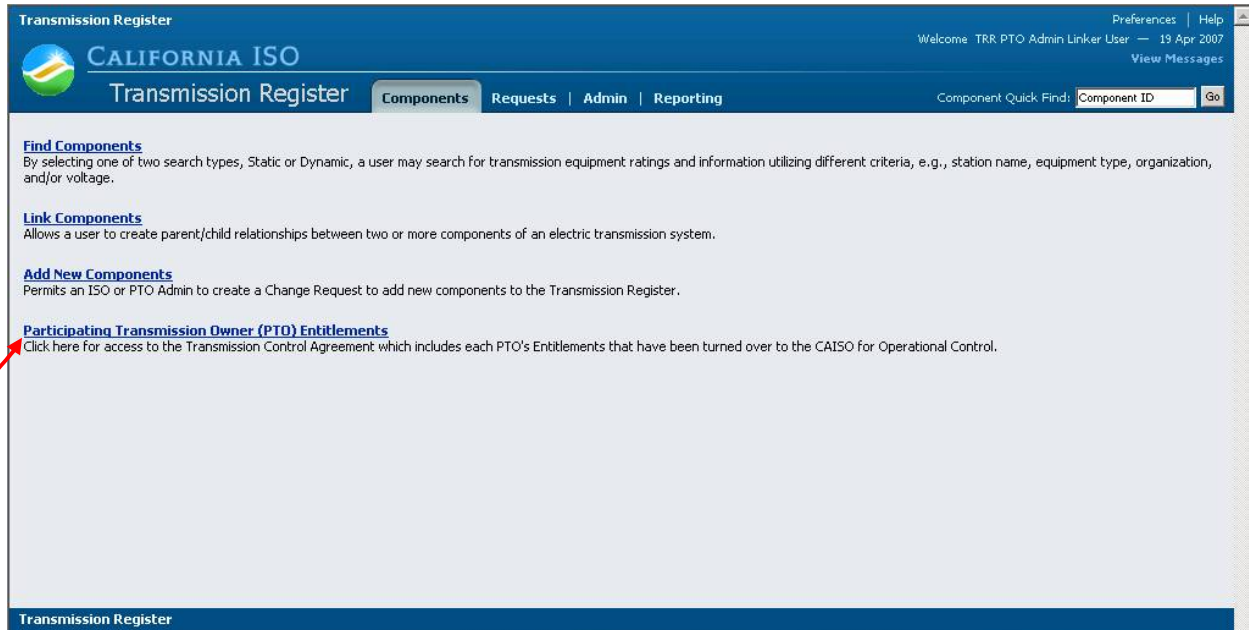 Transmission Register
Preferences | Help
Welcome TRR PTO Admin Linker User — 19 Apr 2007
View Messages
CALIFORNIA ISO
Transmission Register
Components
Requests | Admin | Reporting
Component Quick Find: Component ID Go
Find Components
By selecting one of two search types, Static or Dynamic, a user may search for transmission equipment ratings and information utilizing different criteria, e.g., station name, equipment type, organization,
and/or voltage.
Link Components
Allows a user to create parent/child relationships between two or more components of an electric transmission system.
Add New Components
Permits an ISO or PTO Admin to create a Change Request to add new components to the Transmission Register.
Participating Transmission Owner (PTO) Entitlements
Click here for access to the Transmission Control Agreement which includes each PTO's Entitlements that have been turned over to the CAISO for Operational Control.
Transmission Register